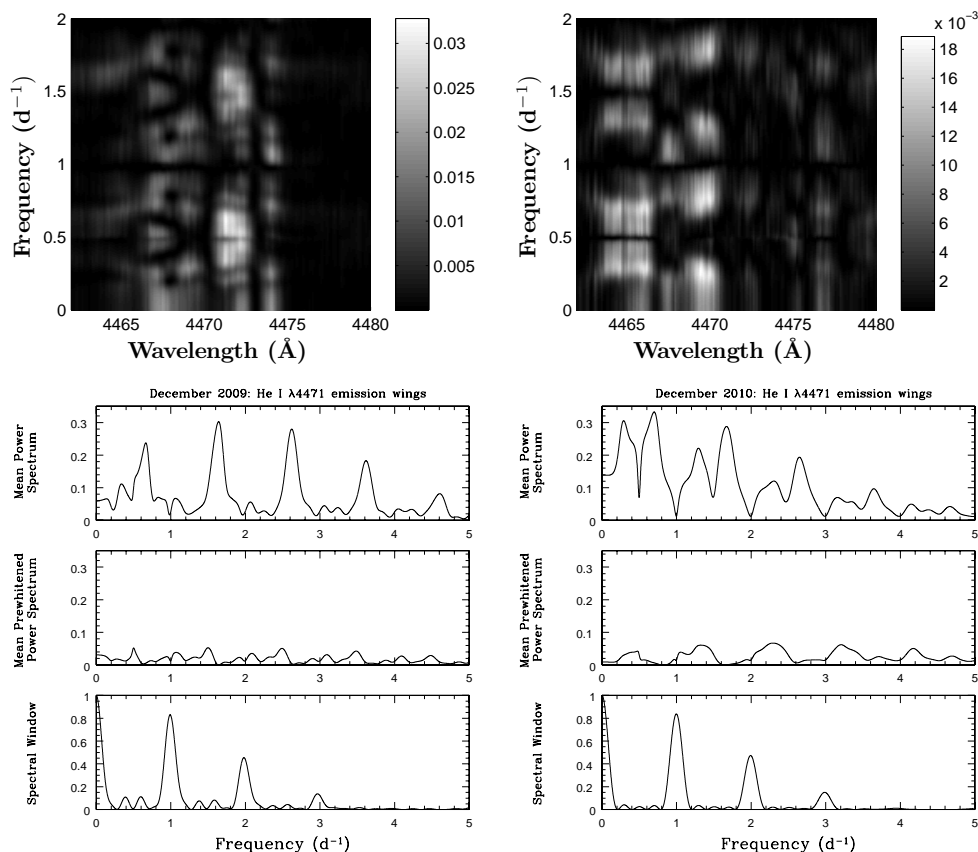 2
1.5
1
0.5
0
Frequency (d⁻¹)
4465 4470 4475 4480
Wavelength (Å)
0.03
0.025
0.02
0.015
0.01
0.005
2
1.5
1
0.5
0
Frequency (d⁻¹)
4465 4470 4475 4480
Wavelength (Å)
x 10⁻³
18
16
14
12
10
8
6
4
2
December 2009: He I λ4471 emission wings
Mean Power
Spectrum
0.3
0.2
0.1
0
0 1 2 3 4 5
Mean Prewhitened
Power Spectrum
0.3
0.2
0.1
0
0 1 2 3 4 5
Spectral Window
1
0.8
0.6
0.4
0.2
0
0 1 2 3 4 5
Frequency (d⁻¹)
December 2010: He I λ4471 emission wings
Mean Power
Spectrum
0.3
0.2
0.1
0
0 1 2 3 4 5
Mean Prewhitened
Power Spectrum
0.3
0.2
0.1
0
0 1 2 3 4 5
Spectral Window
1
0.8
0.6
0.4
0.2
0
0 1 2 3 4 5
Frequency (d⁻¹)